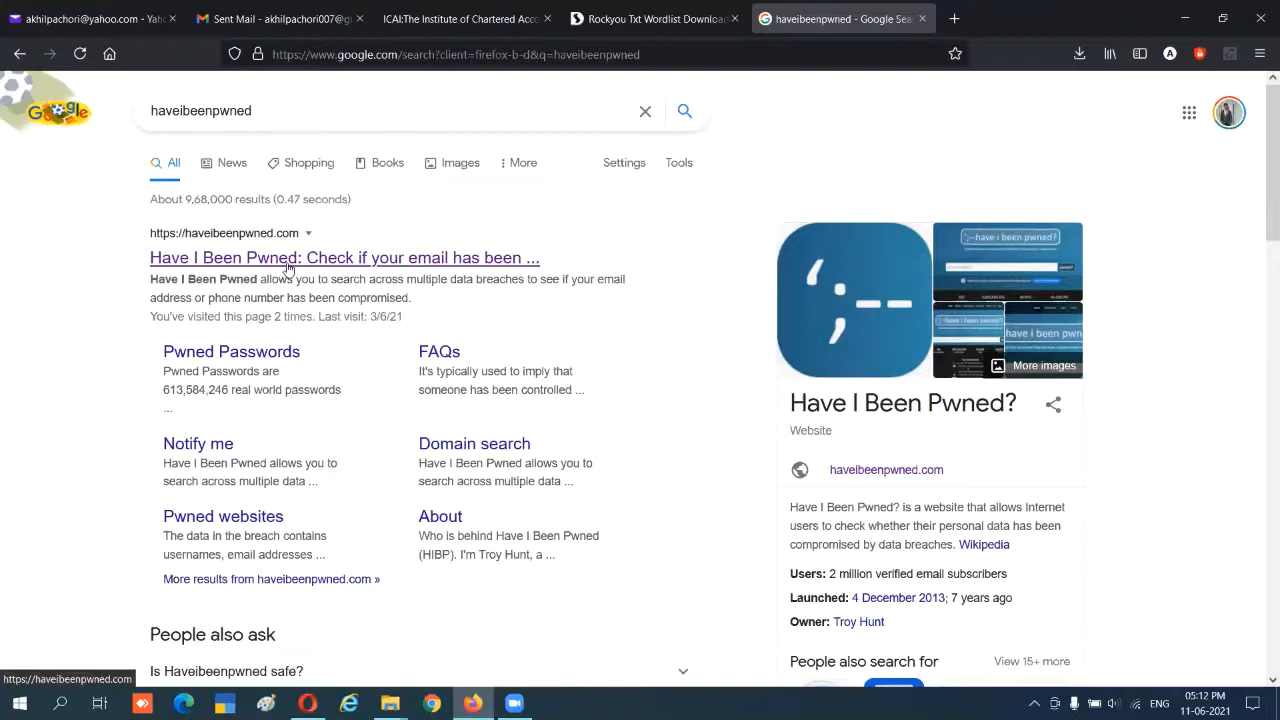 akhilpachori - Yahoo Mail
akhilpachori007@gmail.c
ICAI - The Institute of Chartered Acc
Rockyou Wordlist Download
haveibeenpwned - Google Sea
https://www.google.com/search?client=firefox-b-d&q=haveibeenpwned
Google
haveibeenpwned
All
News
Shopping
Books
Images
More
Settings
Tools
About 9,68,000 results (0.47 seconds)
https://haveibeenpwned.com
Have I Been Pwned: Check if your email has been ...
Have I Been Pwned allows you to search across multiple data breaches to see if your email
address or phone number has been compromised.
You've visited this page 2 times. Last visit: 3/6/21
Pwned Passwords
Pwned Passwords are
613,584,246 real world passwords
...
FAQs
It's typically used to imply that
someone has been controlled ...
Notify me
Have I Been Pwned allows you to
search across multiple data ...
Domain search
Have I Been Pwned allows you to
search across multiple data ...
Pwned websites
The data in the breach contains
usernames, email addresses ...
About
Who is behind Have I Been Pwned
(HIBP). I'm Troy Hunt, a ...
More results from haveibeenpwned.com »
People also ask
Is Haveibeenpwned safe?
';--have i been pwned?
have i been pwn
More images
Have I Been Pwned?
Website
haveibeenpwned.com
Have I Been Pwned? is a website that allows Internet
users to check whether their personal data has been
compromised by data breaches. Wikipedia
Users: 2 million verified email subscribers
Launched: 4 December 2013; 7 years ago
Owner: Troy Hunt
People also search for
View 15+ more
https://haveibeenpwned.com
05:12 PM
11-06-2021